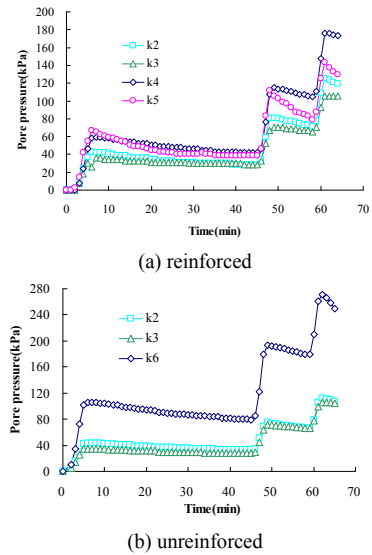 200
180
160
140
120
100
80
60
40
20
0
Pore pressure(kPa)
k2
k3
k4
k5
0 10 20 30 40 50 60 70
Time(min)
(a) reinforced
280
240
200
160
120
80
40
0
Pore pressure(kPa)
k2
k3
k6
0 10 20 30 40 50 60 70
Time(min)
(b) unreinforced